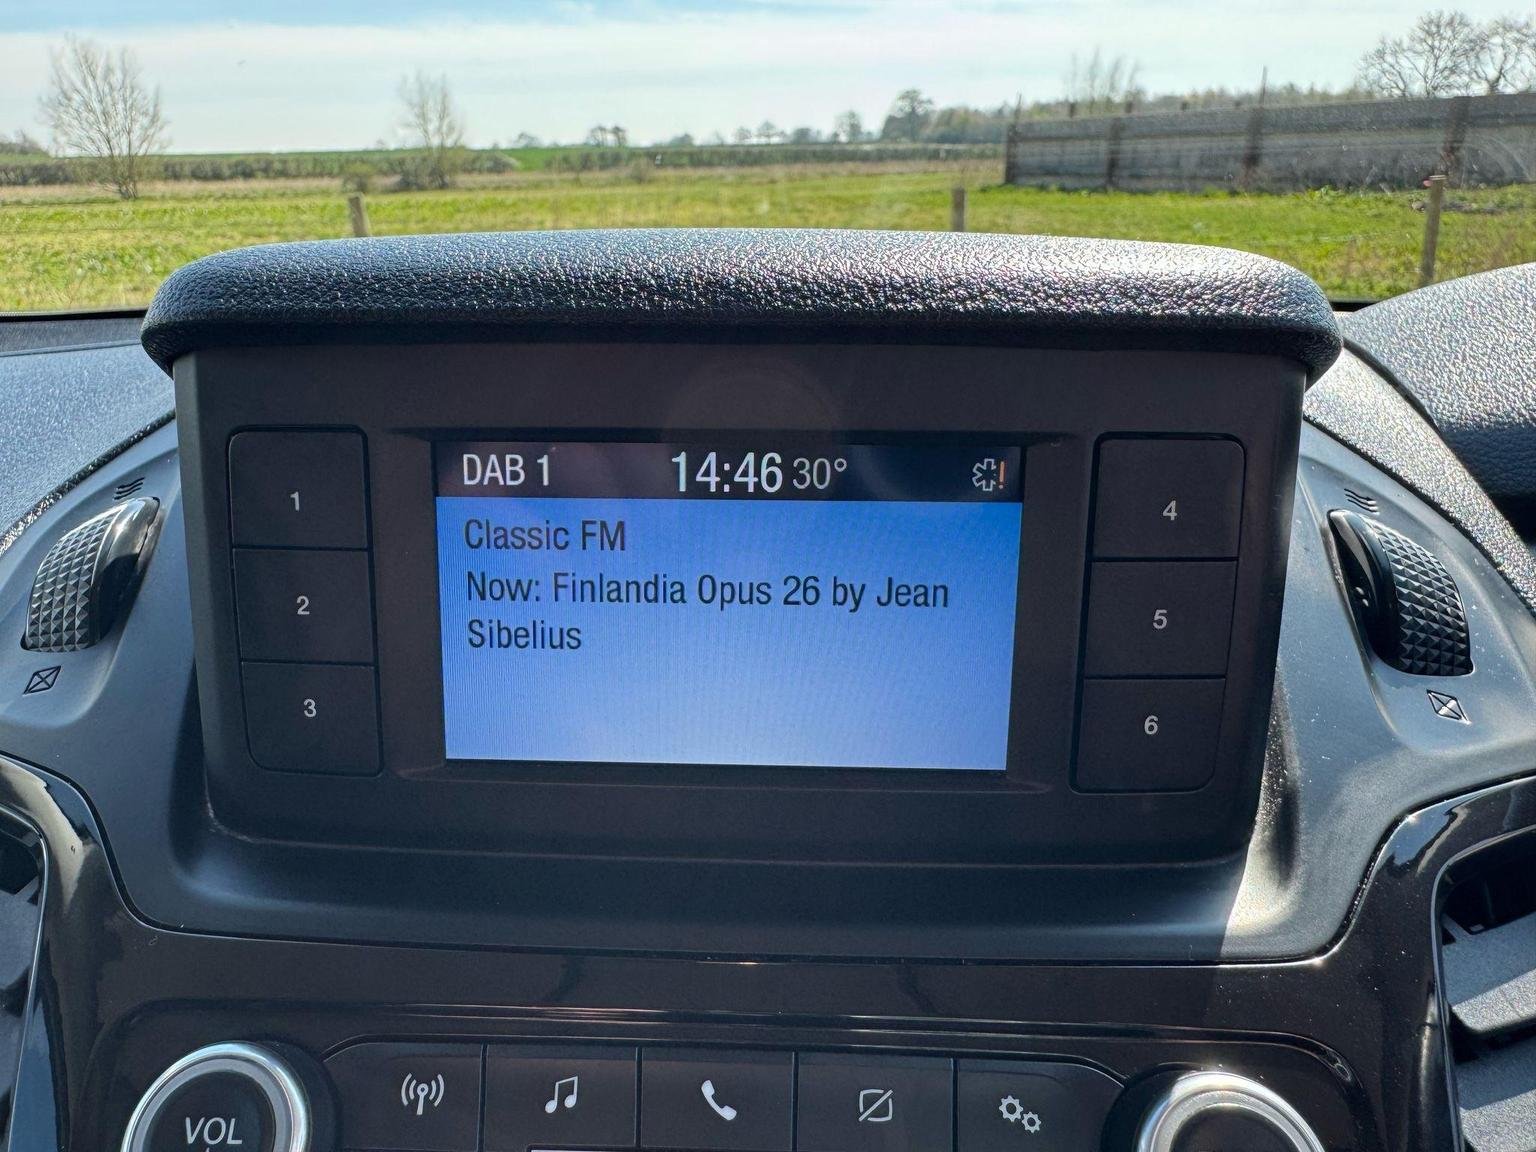 DAB 1 14:46 30°
Classic FM
Now: Finlandia Opus 26 by Jean
Sibelius
1
2
3
4
5
6
VOL